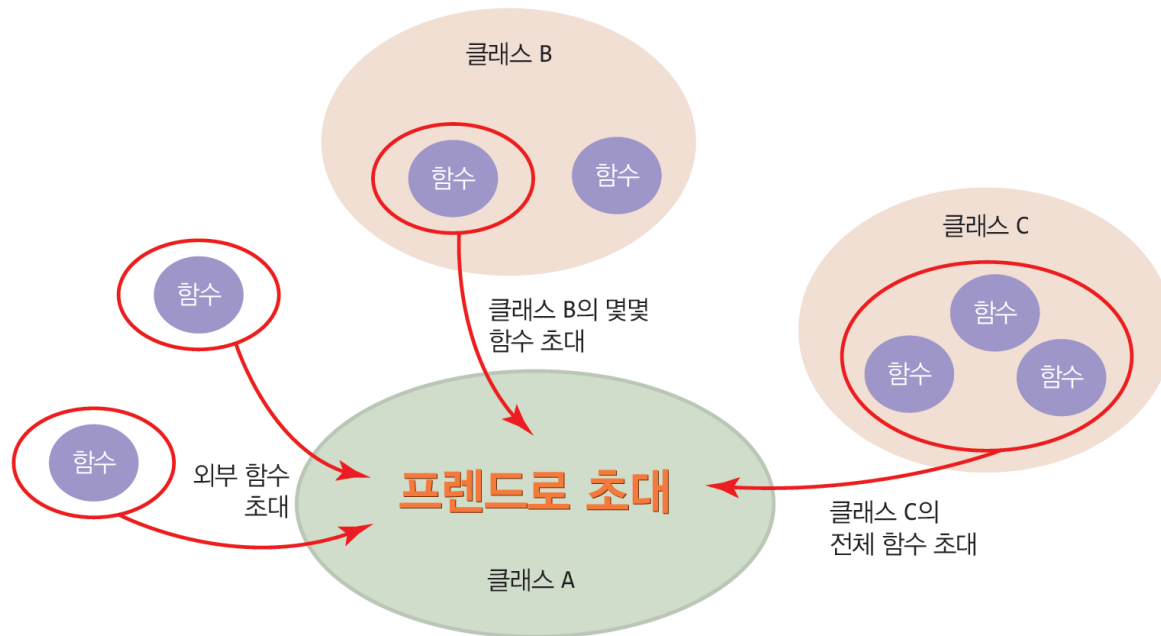 클래스 B
함수
함수
클래스 C
함수
함수
함수
함수
클래스 B의 몇몇
함수 초대
함수
외부 함수
초대
프렌드로 초대
클래스 C의
전체 함수 초대
클래스 A